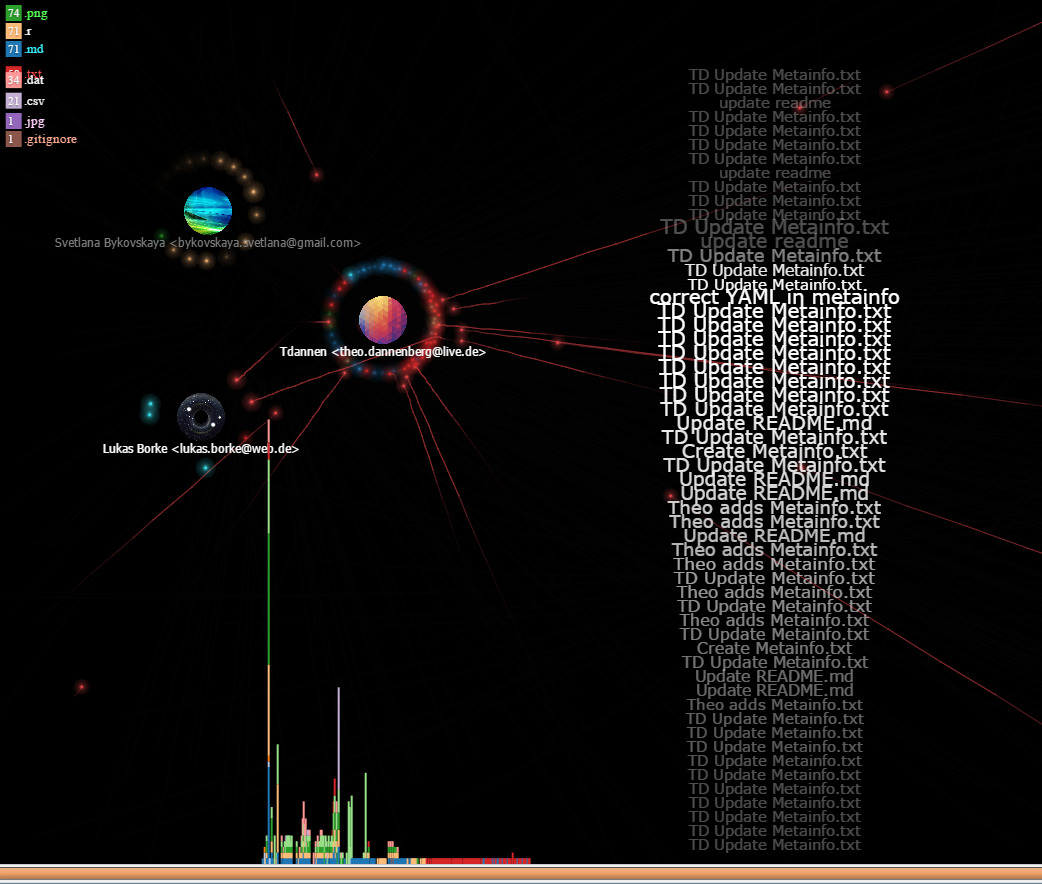 74 .png
71 .r
71 .md
.txt
34 .dat
21 .csv
1 .jpg
1 .gitignore
Svetlana Bykovskaya <bykovskaya.svetlana@gmail.com>
Tdannen <theo.dannenberg@live.de>
Lukas Borke <lukas.borke@web.de>
TD Update Metainfo.txt
TD Update Metainfo.txt
update readme
TD Update Metainfo.txt
TD Update Metainfo.txt
TD Update Metainfo.txt
TD Update Metainfo.txt
update readme
TD Update Metainfo.txt
TD Update Metainfo.txt
TD Update Metainfo.txt
TD Update Metainfo.txt
update readme
TD Update Metainfo.txt
TD Update Metainfo.txt
TD Update Metainfo.txt
correct YAML in metainfo
TD Update Metainfo.txt
TD Update Metainfo.txt
TD Update Metainfo.txt
TD Update Metainfo.txt
TD Update Metainfo.txt
TD Update Metainfo.txt
TD Update Metainfo.txt
TD Update Metainfo.txt
Update README.md
TD Update Metainfo.txt
Create Metainfo.txt
TD Update Metainfo.txt
Update README.md
Update README.md
Theo adds Metainfo.txt
Theo adds Metainfo.txt
Update README.md
Theo adds Metainfo.txt
Theo adds Metainfo.txt
TD Update Metainfo.txt
Theo adds Metainfo.txt
TD Update Metainfo.txt
Theo adds Metainfo.txt
TD Update Metainfo.txt
Create Metainfo.txt
TD Update Metainfo.txt
Update README.md
Update README.md
Theo adds Metainfo.txt
TD Update Metainfo.txt
TD Update Metainfo.txt
TD Update Metainfo.txt
TD Update Metainfo.txt
TD Update Metainfo.txt
TD Update Metainfo.txt
TD Update Metainfo.txt
TD Update Metainfo.txt
TD Update Metainfo.txt
TD Update Metainfo.txt